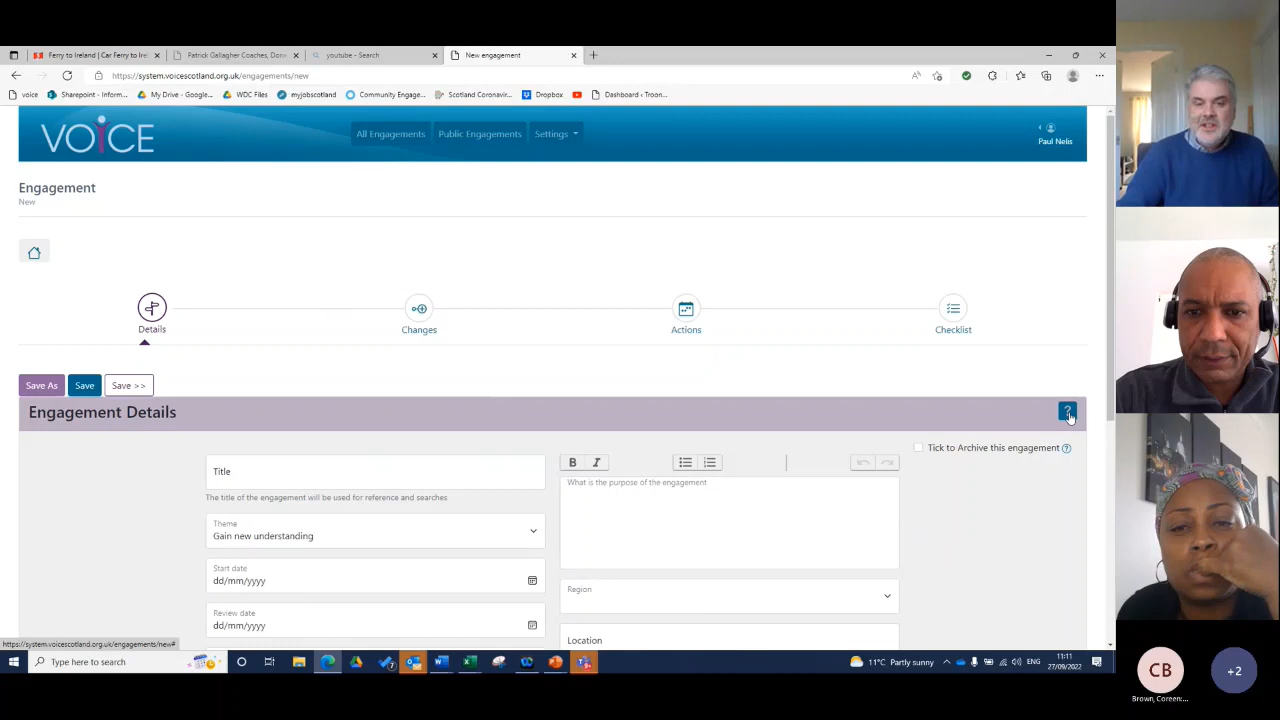 Ferry to Ireland | Car Ferry to Irel
Patrick Gallagher Coaches, Done
youtube - Search
New engagement
https://system.voicescotland.org.uk/engagements/new
voice
Sharepoint - Inform...
My Drive - Google...
WDC Files
myjobscotland
Community Engage...
Scotland Coronavir...
Dropbox
Dashboard ‹ Troon...
VOiCE
All Engagements
Public Engagements
Settings
Paul Nelis
Engagement
New
Details
Changes
Actions
Checklist
Save As
Save
Save >>
Engagement Details
?
Tick to Archive this engagement ?
Title
B
I
What is the purpose of the engagement
The title of the engagement will be used for reference and searches
Theme
Gain new understanding
Start date
dd/mm/yyyy
Region
Review date
dd/mm/yyyy
Location
https://system.voicescotland.org.uk/engagements/new#
Type here to search
11°C Partly sunny
ENG
11:11
27/09/2022
CB
Brown, Coreen:...
+2